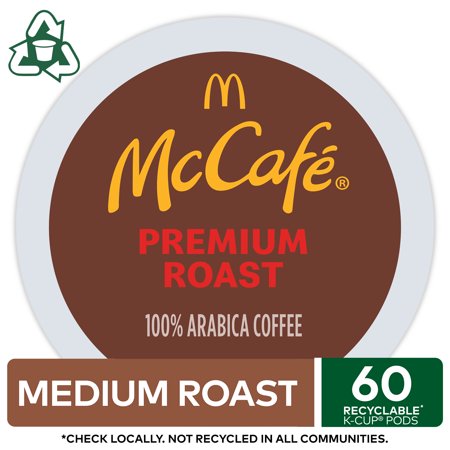 McCafé®
PREMIUM
ROAST
100% ARABICA COFFEE
MEDIUM ROAST
60
RECYCLABLE*
K-CUP® PODS
*CHECK LOCALLY. NOT RECYCLED IN ALL COMMUNITIES.